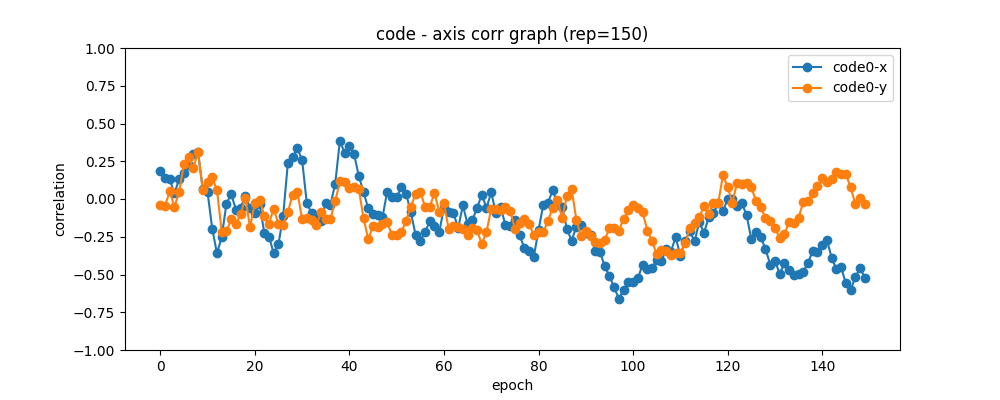 code - axis corr graph (rep=150)
1.00
0.75
0.50
0.25
0.00
−0.25
−0.50
−0.75
−1.00
correlation
code0-x
code0-y
0 20 40 60 80 100 120 140
epoch